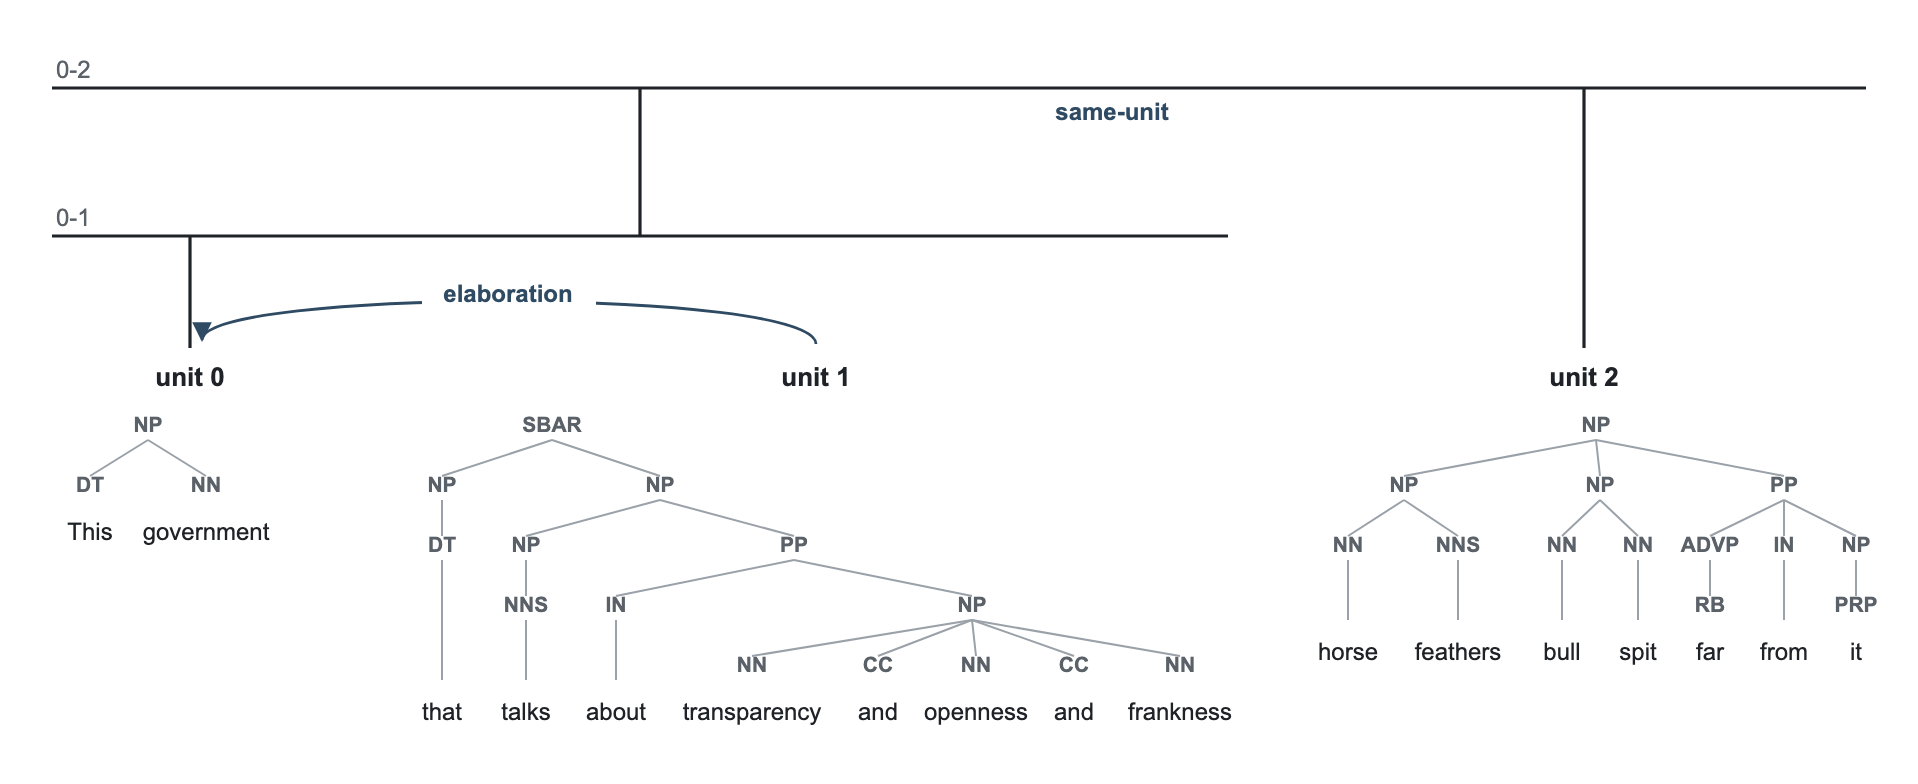 0-2
same-unit
0-1
elaboration
unit 0 unit 1 unit 2
NP SBAR NP
DT NN NP NP NP NP PP
This government DT NP PP NN NNS NN NN ADVP IN NP
NNS IN NP RB PRP
horse feathers bull spit far from it
NN CC NN CC NN
that talks about transparency and openness and frankness